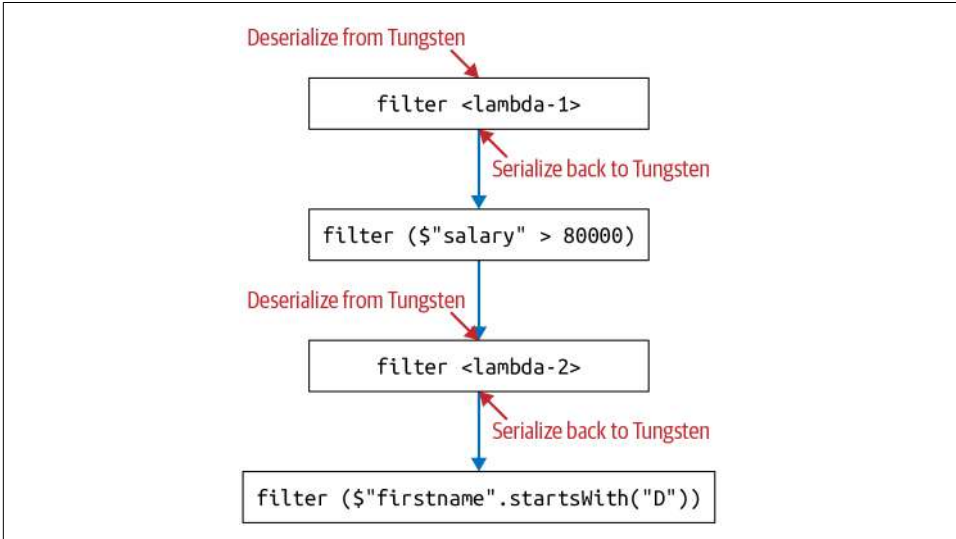 Deserialize from Tungsten
filter <lambda-1>
Serialize back to Tungsten
filter ($"salary" > 80000)
Deserialize from Tungsten
filter <lambda-2>
Serialize back to Tungsten
filter ($"firstname".startsWith("D"))